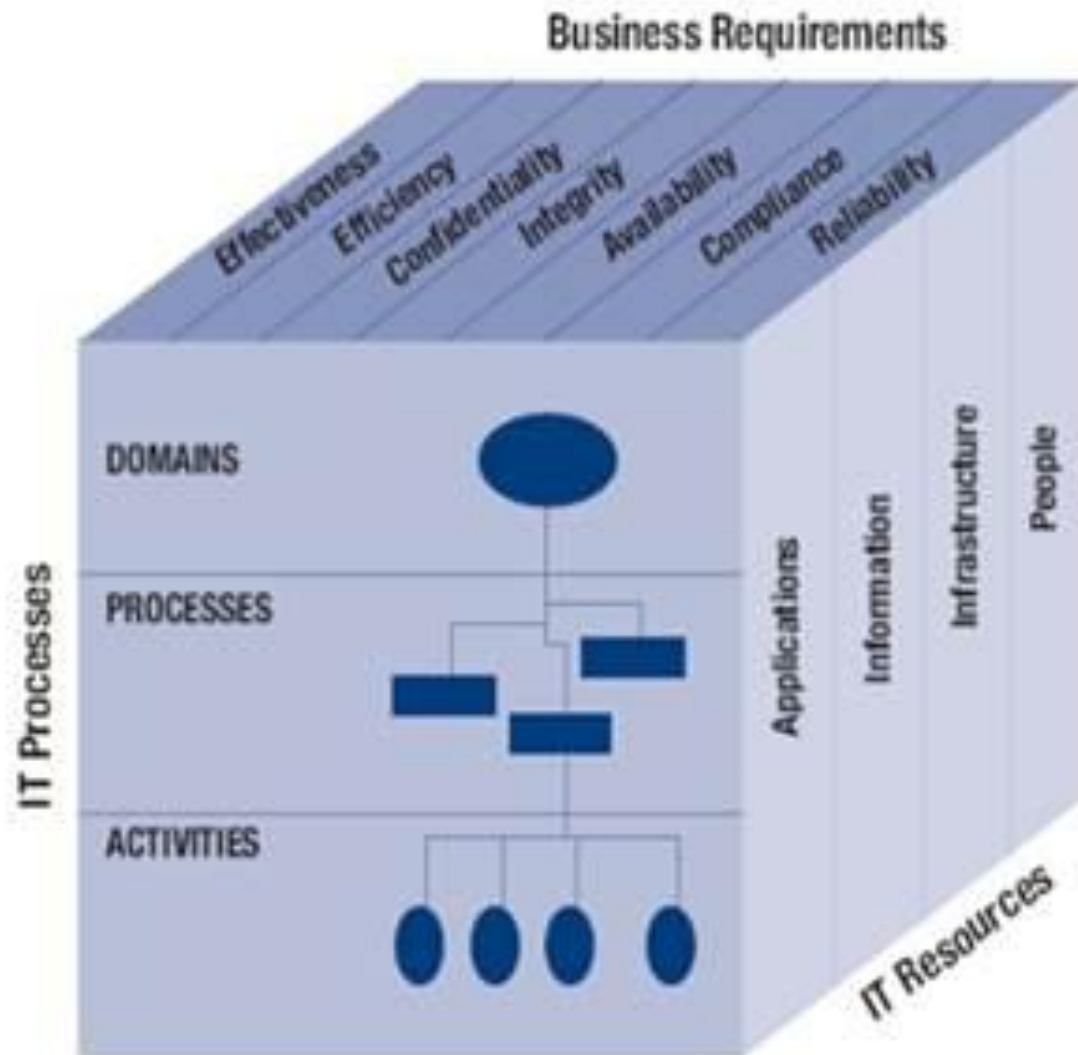 Business Requirements
Effectiveness
Efficiency
Confidentiality
Integrity
Availability
Compliance
Reliability
IT Processes
DOMAINS
PROCESSES
ACTIVITIES
Applications
Information
Infrastructure
People
IT Resources